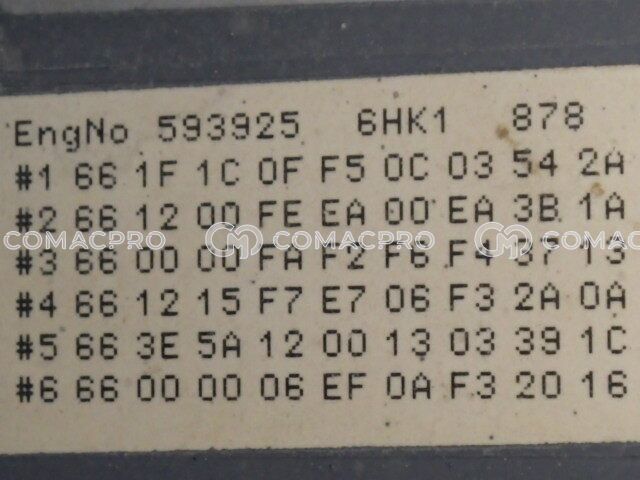 EngNo 593925 6HK1 878
#1 66 1F 1C 0F F5 0C 03 54 2A
#2 66 12 00 FE EA 00 EA 3B 1A
COMACPRO COMACPRO COMACPRO
#3 66 00 00 FA F2 F6 F4 37 13
#4 66 12 15 F7 E7 06 F3 2A 0A
#5 66 3E 5A 12 00 13 03 39 1C
#6 66 00 00 06 EF 0A F3 20 16